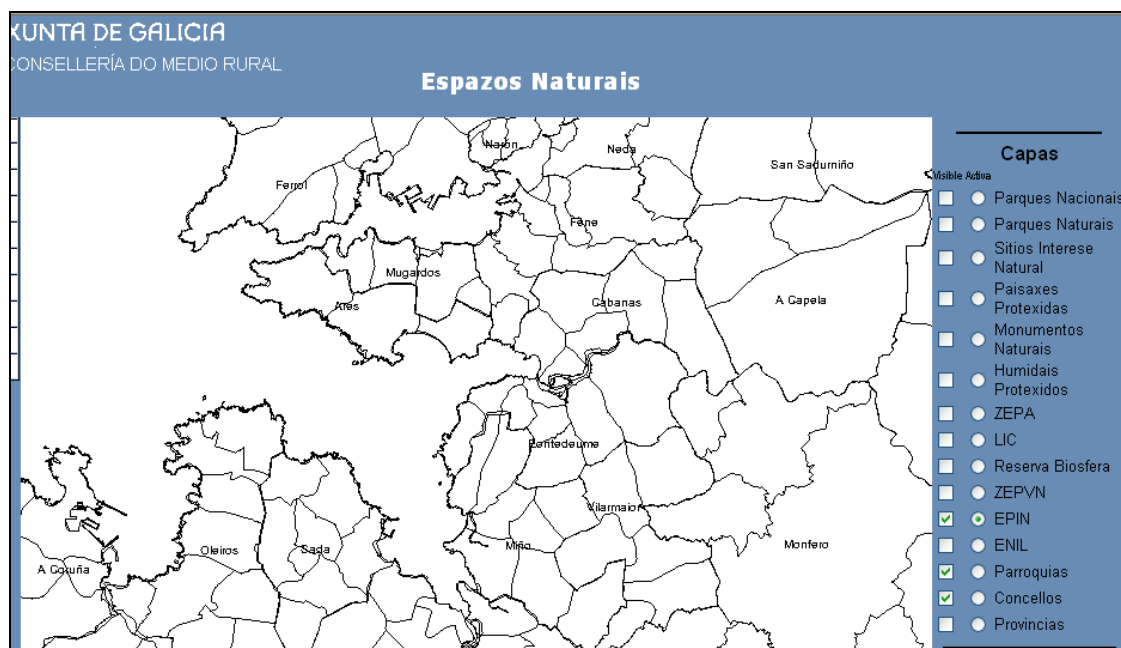 XUNTA DE GALICIA
CONSELLERÍA DO MEDIO RURAL
Espazos Naturais
Narón
Neda
San Sadurniño
Ferrol
Fene
Mugardos
Ares
Cabanas
A Capela
Pontedeume
Vilarmaior
Miño
Monfero
Oleiros
Sada
A Coruña
Capas
Visible Activa
Parques Nacionais
Parques Naturais
Sitios Interese
Natural
Paisaxes
Protexidas
Monumentos
Naturais
Humidais
Protexidos
ZEPA
LIC
Reserva Biosfera
ZEPVN
EPIN
ENIL
Parroquias
Concellos
Provincias